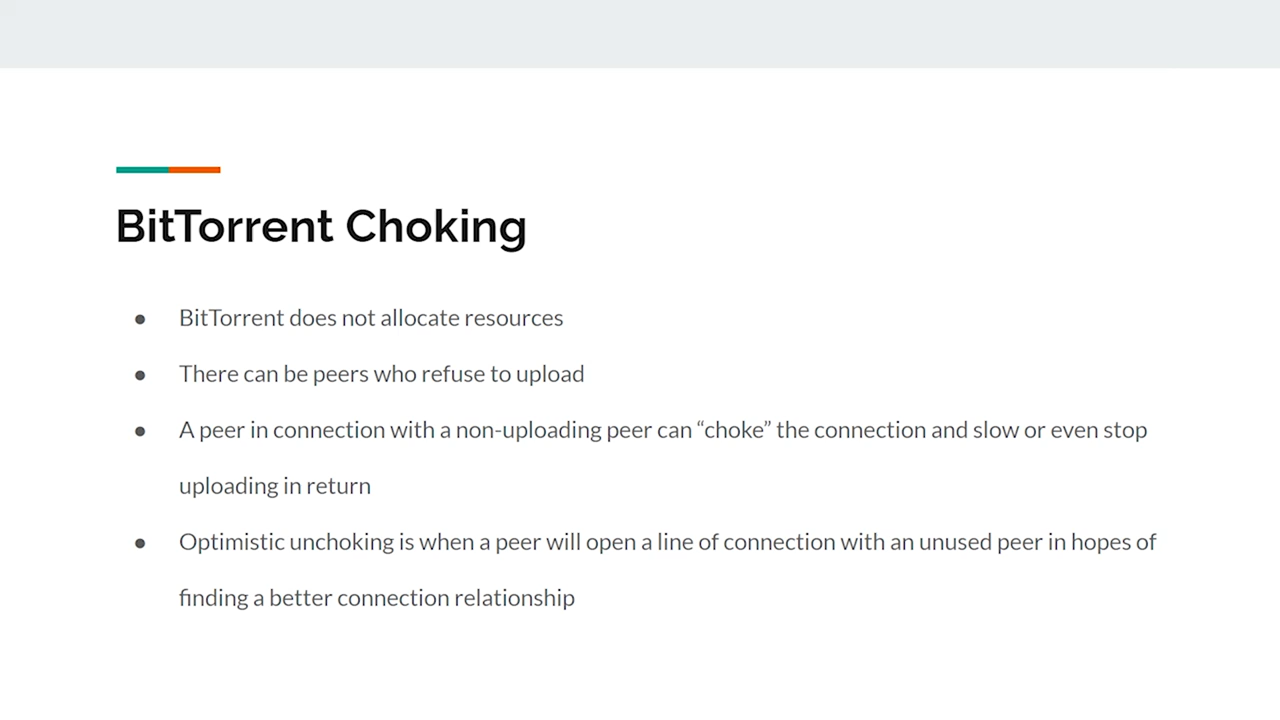 BitTorrent Choking
● BitTorrent does not allocate resources
● There can be peers who refuse to upload
● A peer in connection with a non-uploading peer can “choke” the connection and slow or even stop
uploading in return
● Optimistic unchoking is when a peer will open a line of connection with an unused peer in hopes of
finding a better connection relationship